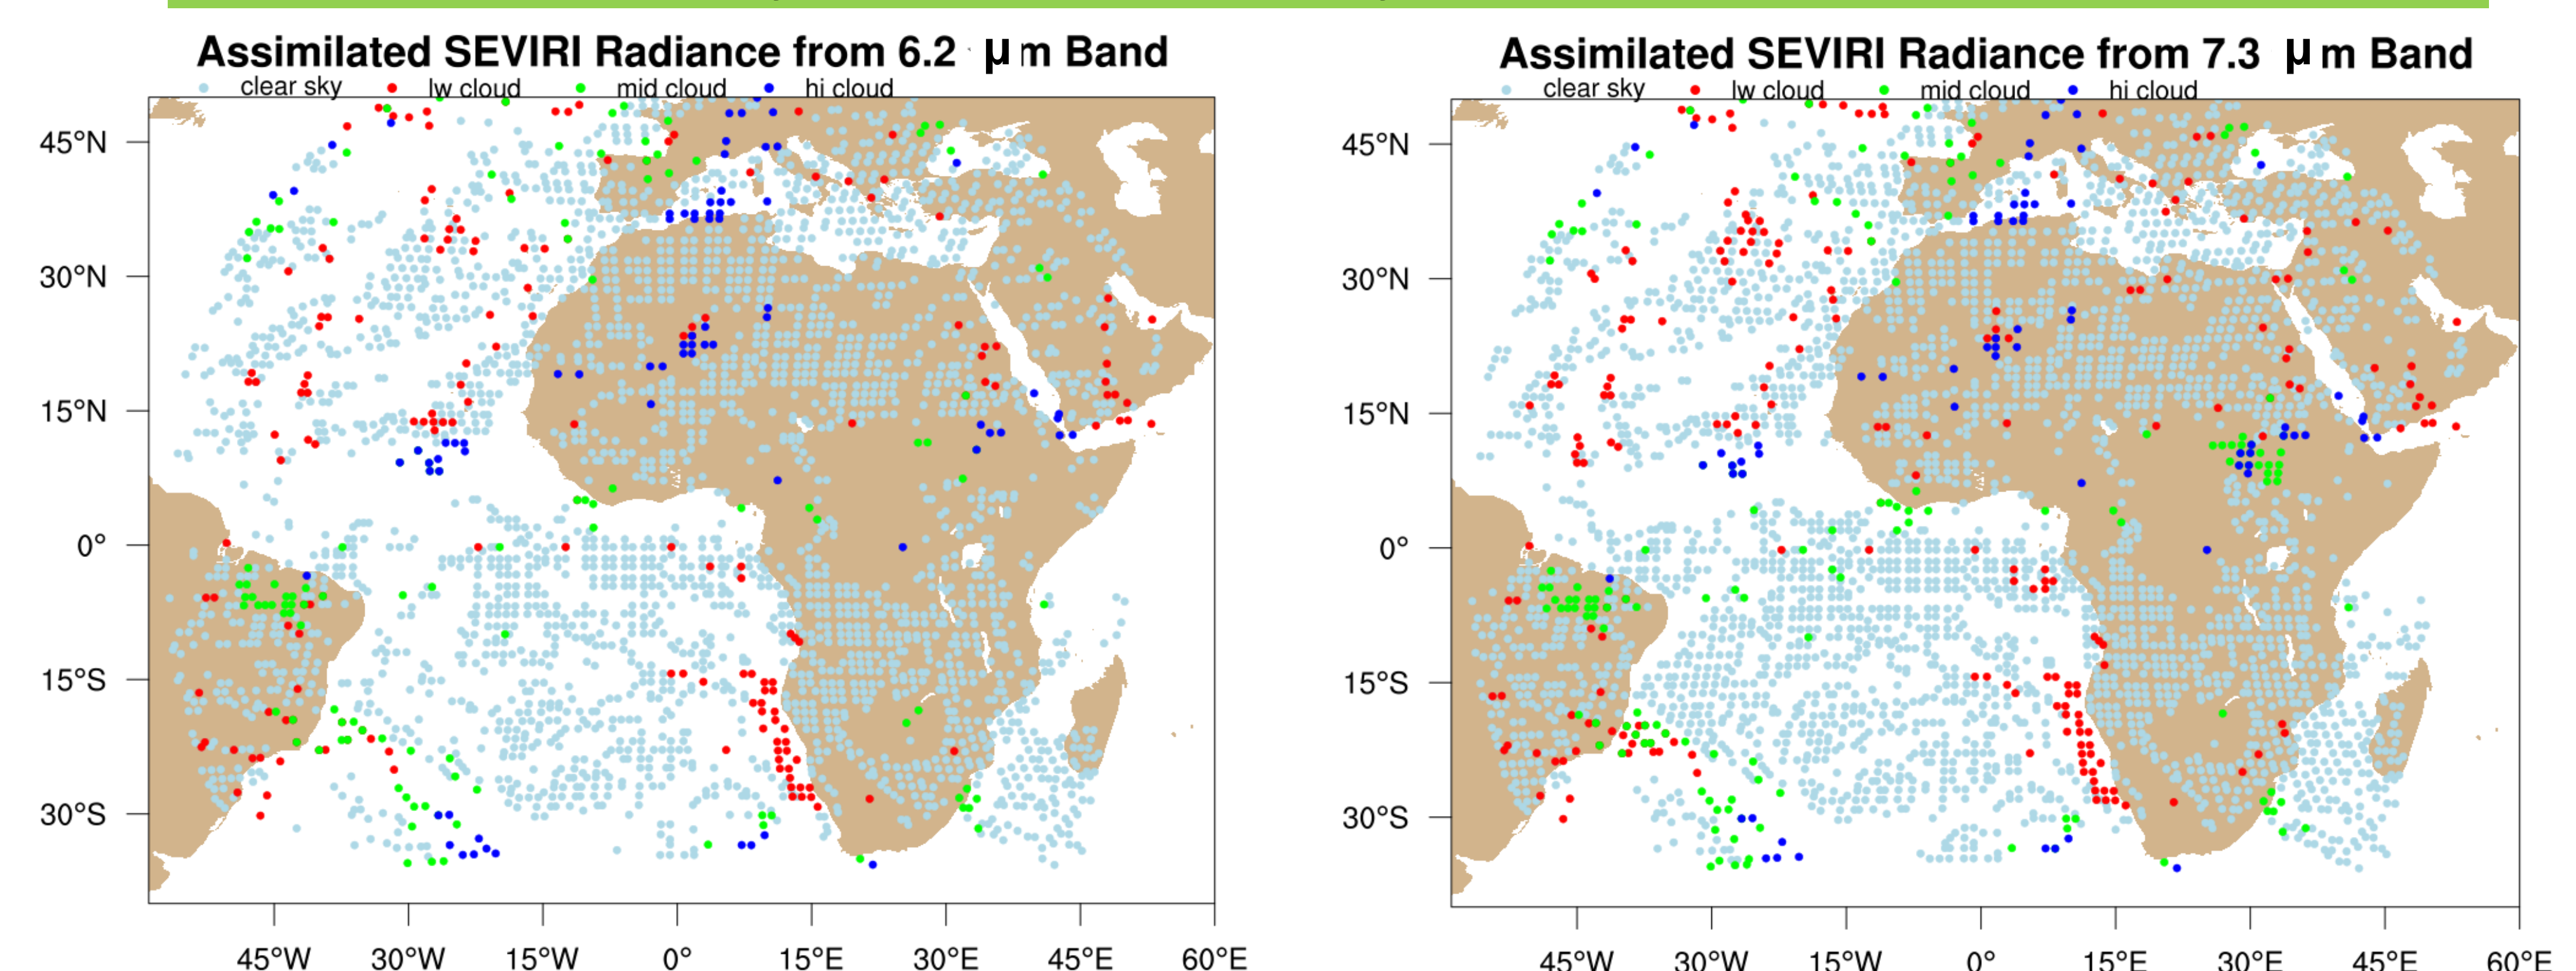 Assimilated SEVIRI Radiance from 6.2 μm Band
clear sky lw cloud mid cloud hi cloud
45°N
30°N
15°N
0°
15°S
30°S
45°W 30°W 15°W 0° 15°E 30°E 45°E 60°E
Assimilated SEVIRI Radiance from 7.3 μm Band
clear sky lw cloud mid cloud hi cloud
45°N
30°N
15°N
0°
15°S
30°S
45°W 30°W 15°W 0° 15°E 30°E 45°E 60°E